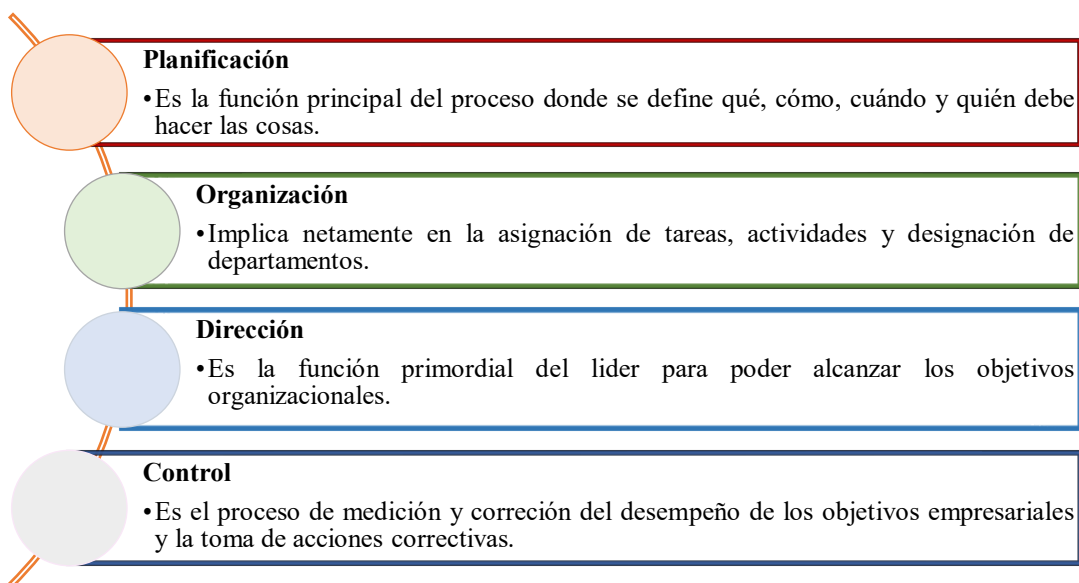 Planificación
•Es la función principal del proceso donde se define qué, cómo, cuándo y quién debe
hacer las cosas.
Organización
•Implica netamente en la asignación de tareas, actividades y designación de
departamentos.
Dirección
•Es la función primordial del lider para poder alcanzar los objetivos
organizacionales.
Control
•Es el proceso de medición y correción del desempeño de los objetivos empresariales
y la toma de acciones correctivas.